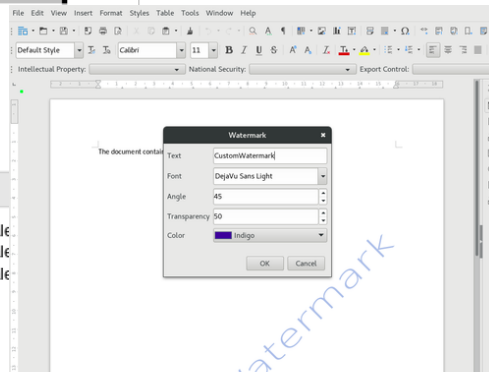 File Edit View Insert Format Styles Table Tools Window Help
Default Style Calibri 11 B I U S
Intellectual Property: National Security: Export Control:
Watermark
The document contain
Text CustomWatermark
Font DejaVu Sans Light
Angle 45
Transparency 50
Color Indigo
OK Cancel
atermark